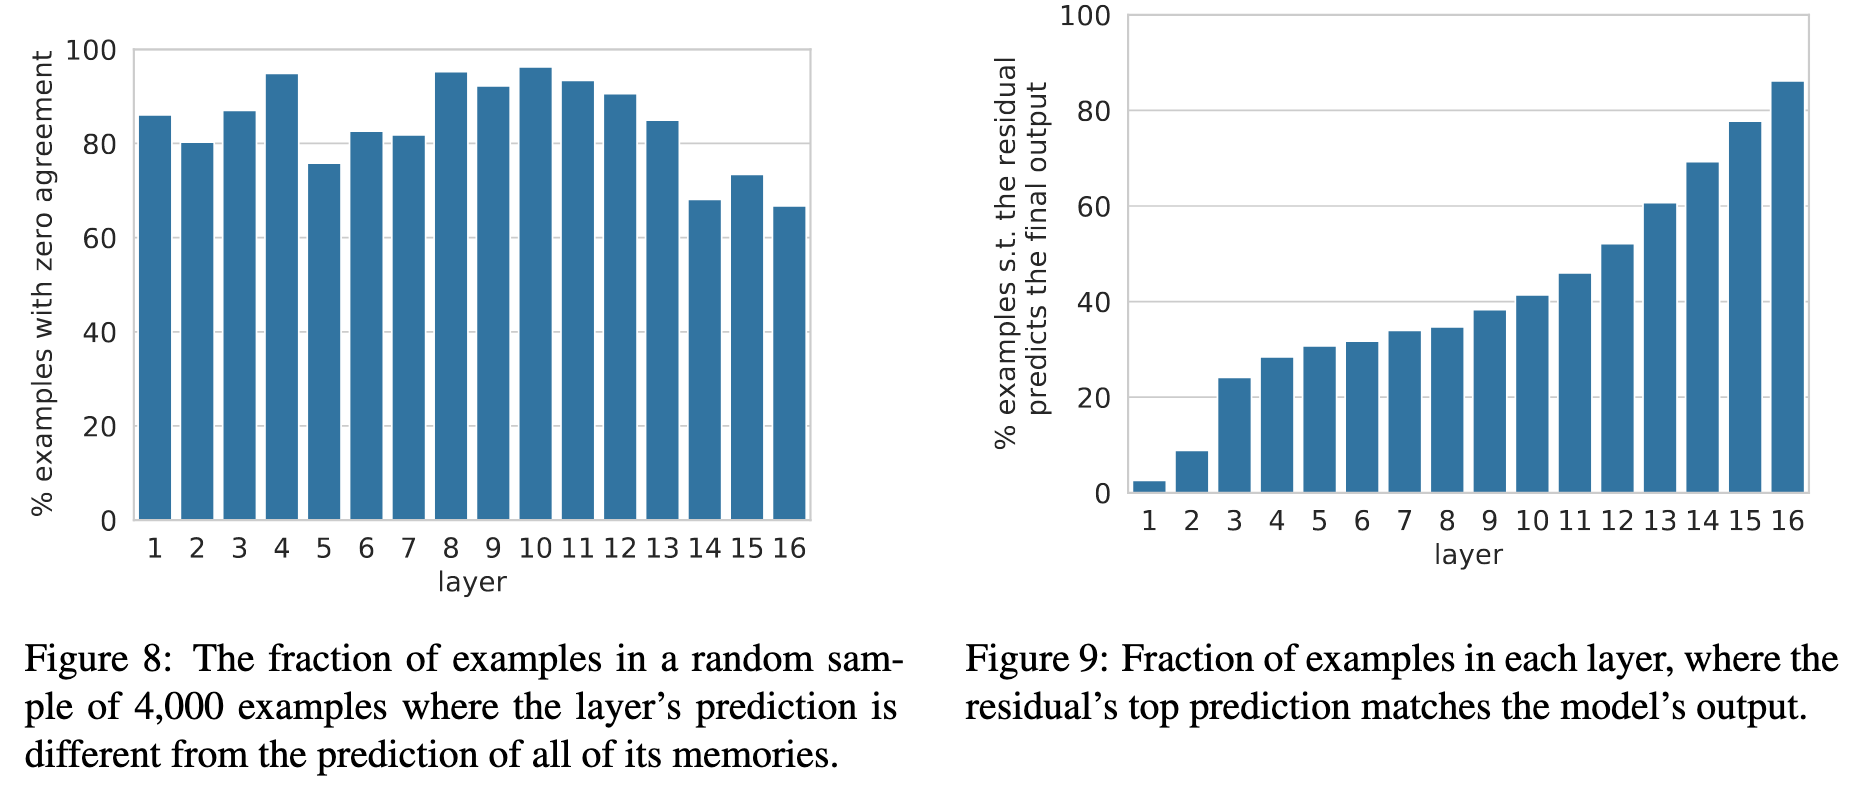 % examples with zero agreement
100
80
60
40
20
0
1 2 3 4 5 6 7 8 9 10 11 12 13 14 15 16
layer
Figure 8: The fraction of examples in a random sam-
ple of 4,000 examples where the layer's prediction is
different from the prediction of all of its memories.
% examples s.t. the residual
predicts the final output
100
80
60
40
20
0
1 2 3 4 5 6 7 8 9 10 11 12 13 14 15 16
layer
Figure 9: Fraction of examples in each layer, where the
residual's top prediction matches the model's output.